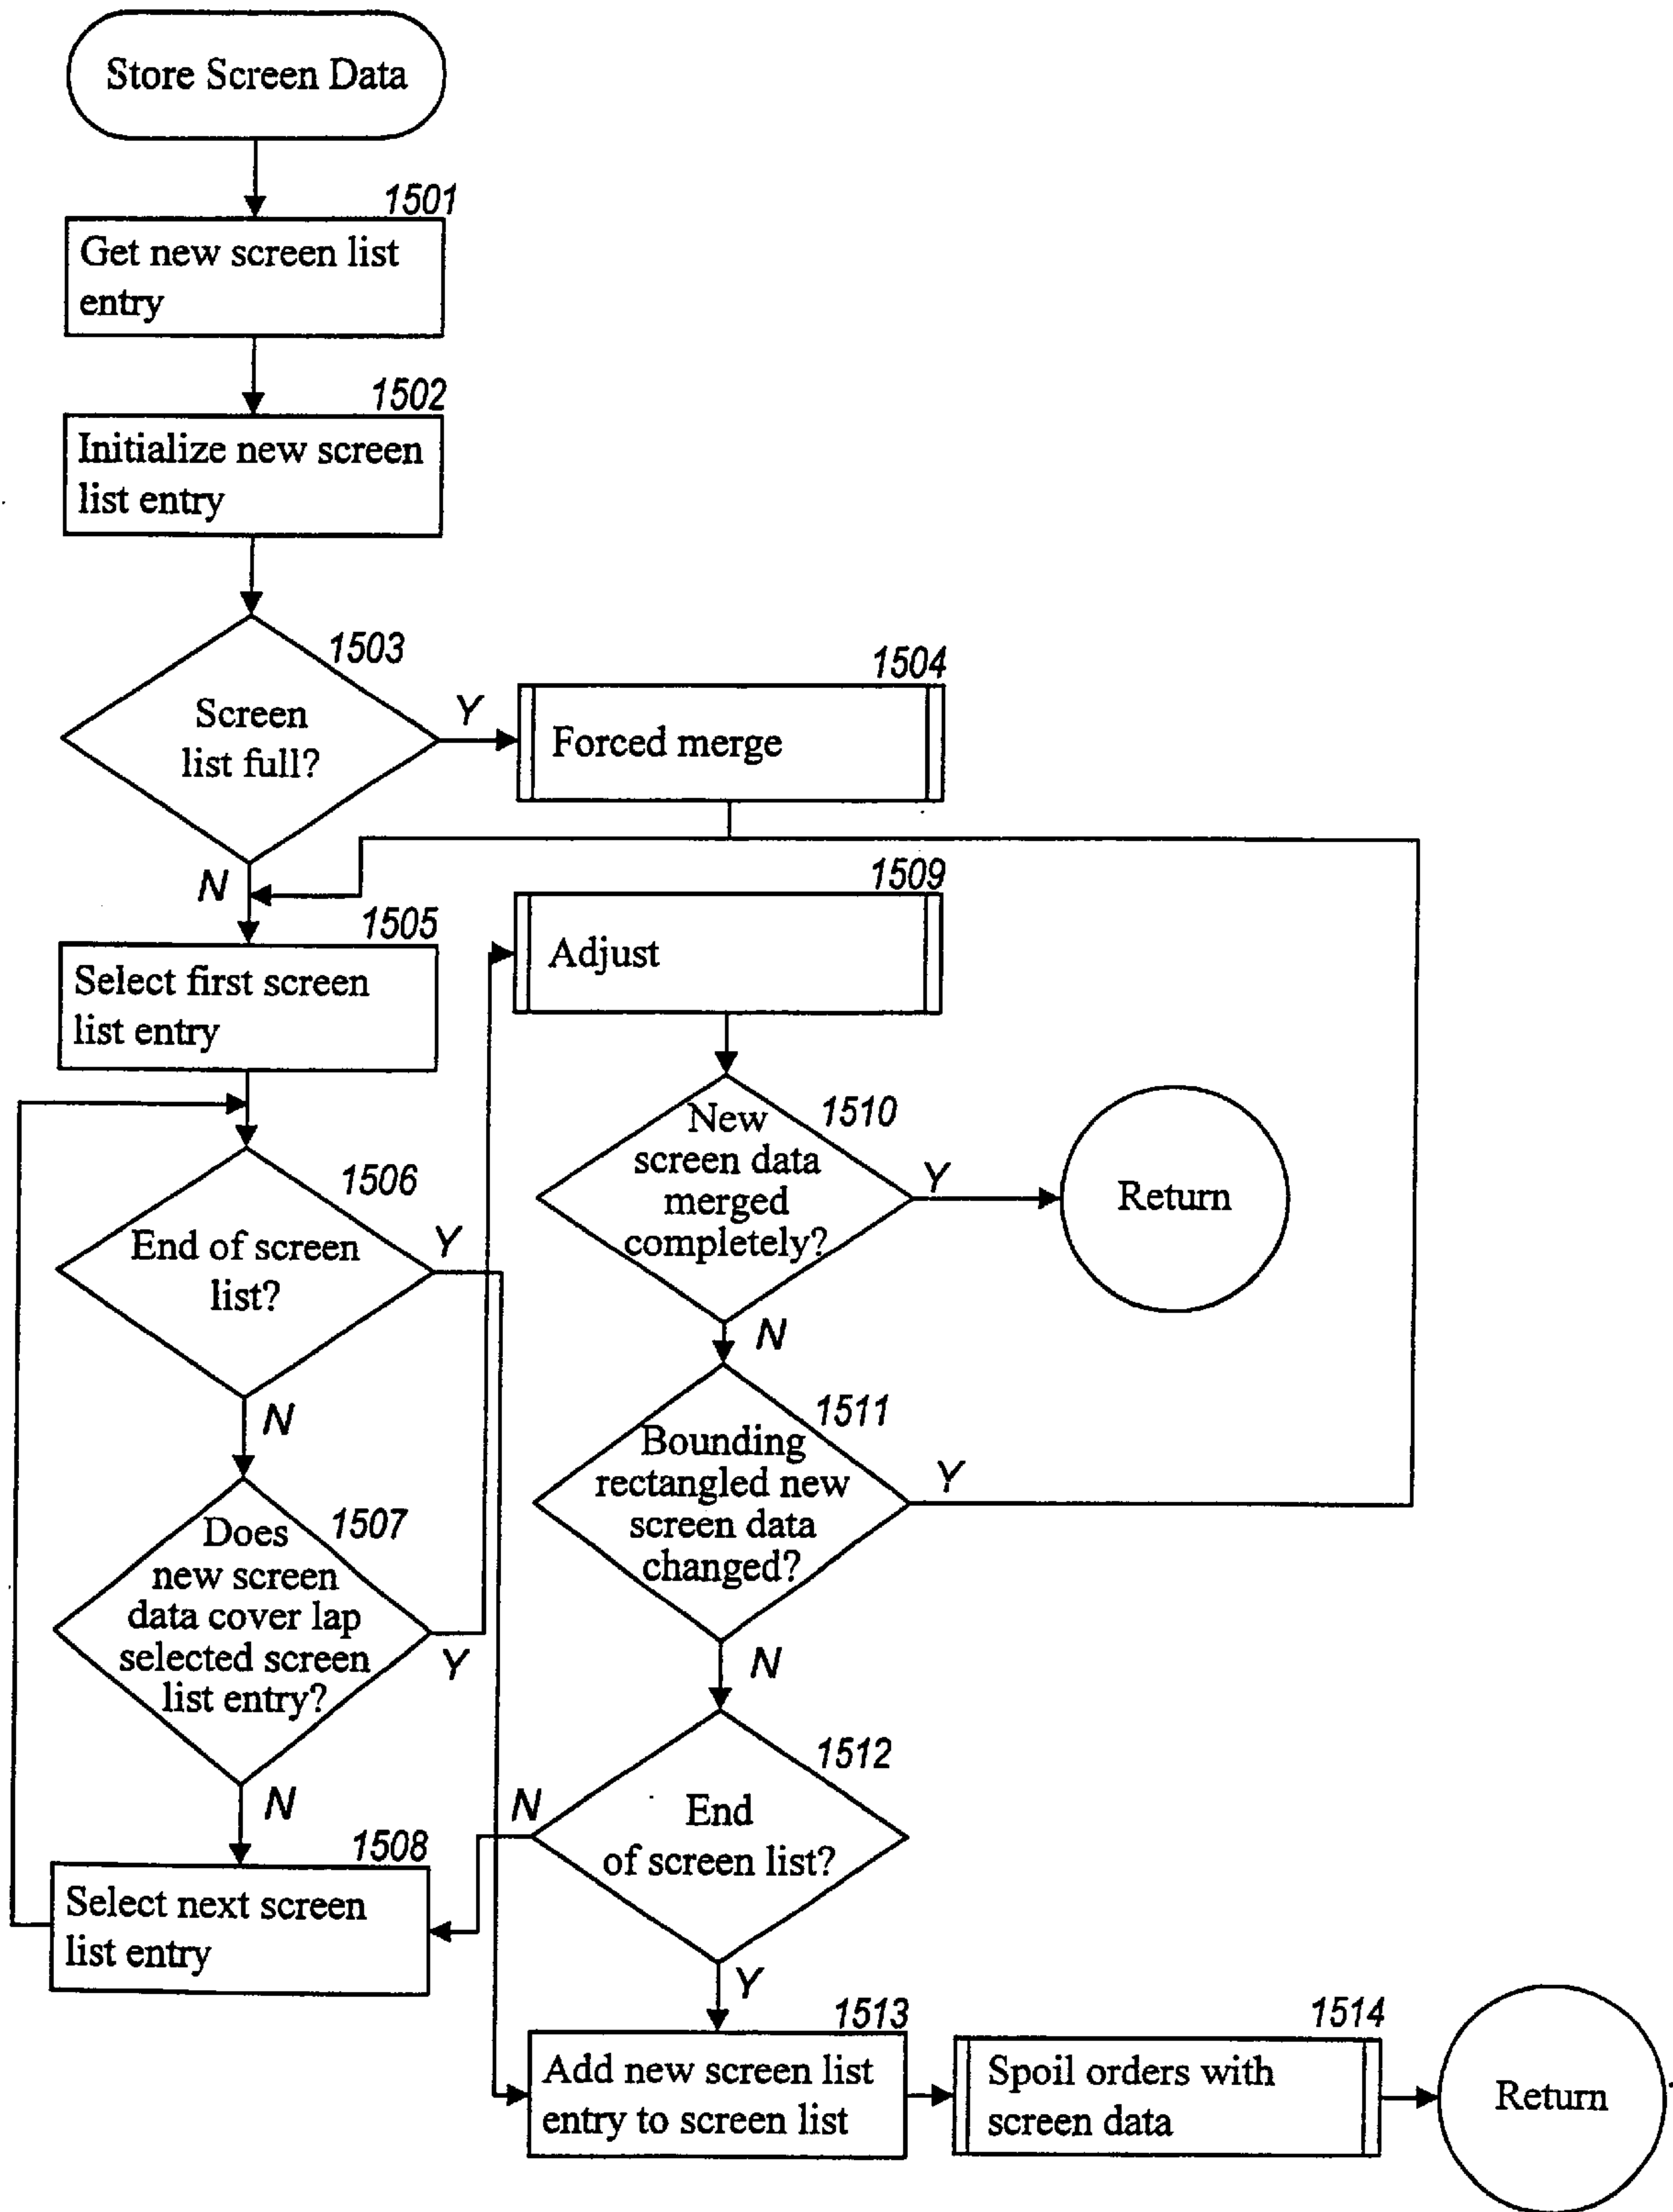 Store Screen Data
1501
Get new screen list
entry
1502
Initialize new screen
list entry
1503
Screen
list full?
Y
N
1504
Forced merge
1505
Select first screen
list entry
1506
End of screen
list?
Y
N
1507
Does
new screen
data cover lap
selected screen
list entry?
Y
N
1508
Select next screen
list entry
1509
Adjust
1510
New
screen data
merged
completely?
Y
Return
N
1511
Bounding
rectangled new
screen data
changed?
Y
N
1512
End
of screen list?
N
Y
1513
Add new screen list
entry to screen list
1514
Spoil orders with
screen data
Return